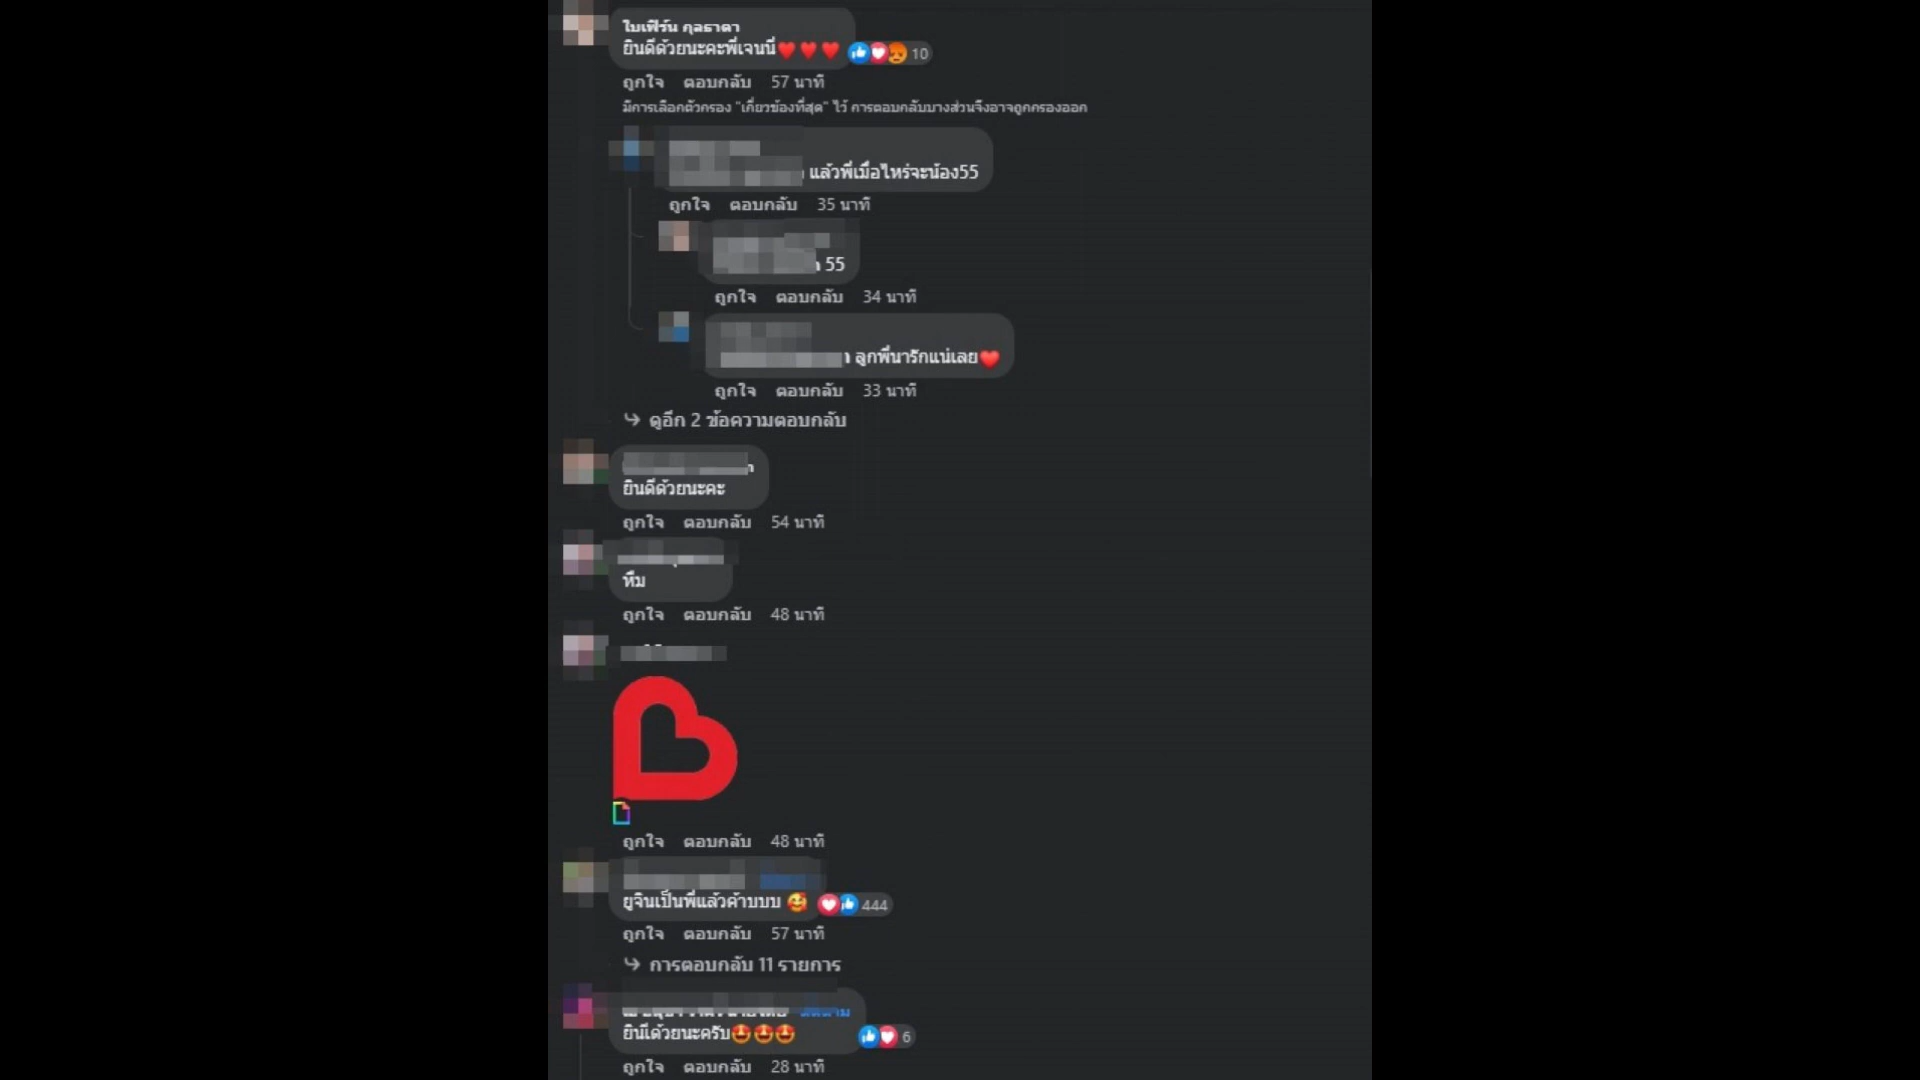 ใบเฟิร์น กุลธาดา
ยินดีด้วยนะคะพี่เจนนี่❤️❤️❤️ 10
ถูกใจ ตอบกลับ 57 นาที
มีการเลือกตัวกรอง "เกี่ยวข้องที่สุด" ไว้ การตอบกลับบางส่วนจึงอาจถูกกรองออก
แล้วพี่เมื่อไหร่จะน้อง55
ถูกใจ ตอบกลับ 35 นาที
55
ถูกใจ ตอบกลับ 34 นาที
ลูกพี่นารักแน่เลย❤️
ถูกใจ ตอบกลับ 33 นาที
ดูอีก 2 ข้อความตอบกลับ
ยินดีด้วยนะคะ
ถูกใจ ตอบกลับ 54 นาที
หึม
ถูกใจ ตอบกลับ 48 นาที
ถูกใจ ตอบกลับ 48 นาที
ยูจินเป็นพี่แล้วค้าบบบ 🥰 444
ถูกใจ ตอบกลับ 57 นาที
การตอบกลับ 11 รายการ
ติดตาม
ยินีเด้วยนะครับ🤩🤩🤩 6
ถูกใจ ตอบกลับ 28 นาที